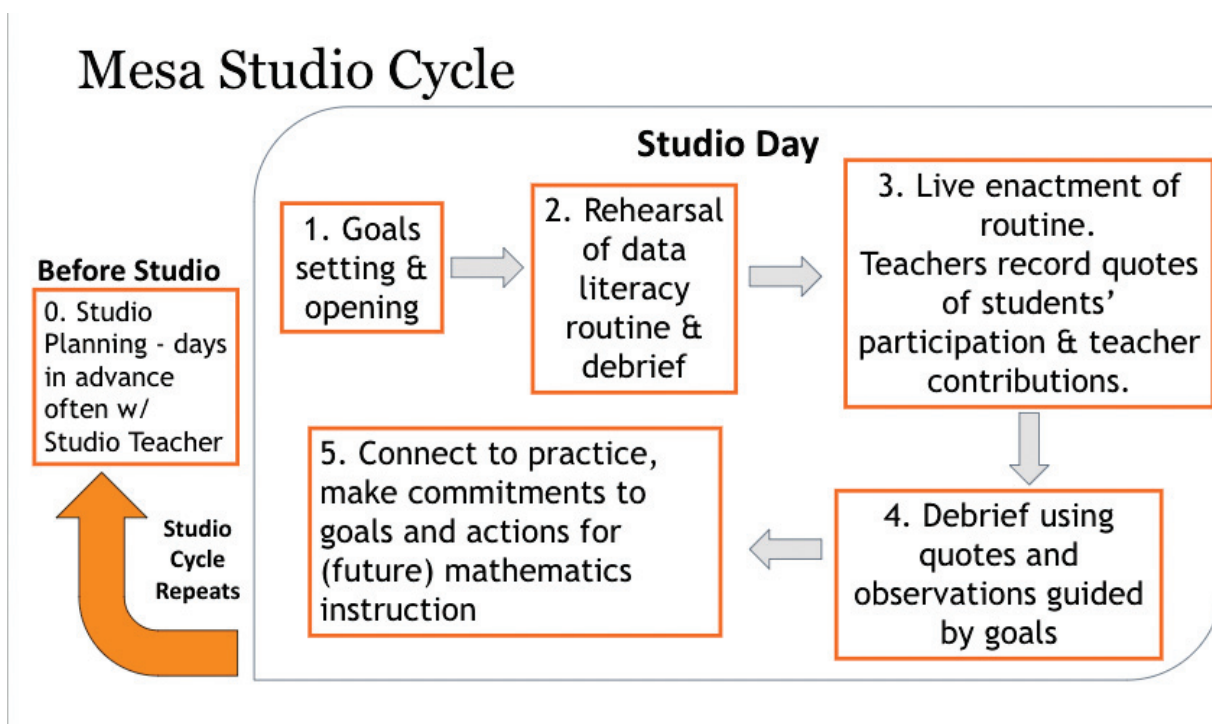 Mesa Studio Cycle
Studio Day
Before Studio
0. Studio
Planning - days
in advance
often w/
Studio Teacher
1. Goals
setting &
opening
2. Rehearsal
of data
literacy
routine &
debrief
3. Live enactment of
routine.
Teachers record quotes
of students’
participation & teacher
contributions.
4. Debrief using
quotes and
observations guided
by goals
5. Connect to practice,
make commitments to
goals and actions for
(future) mathematics
instruction
Studio
Cycle
Repeats